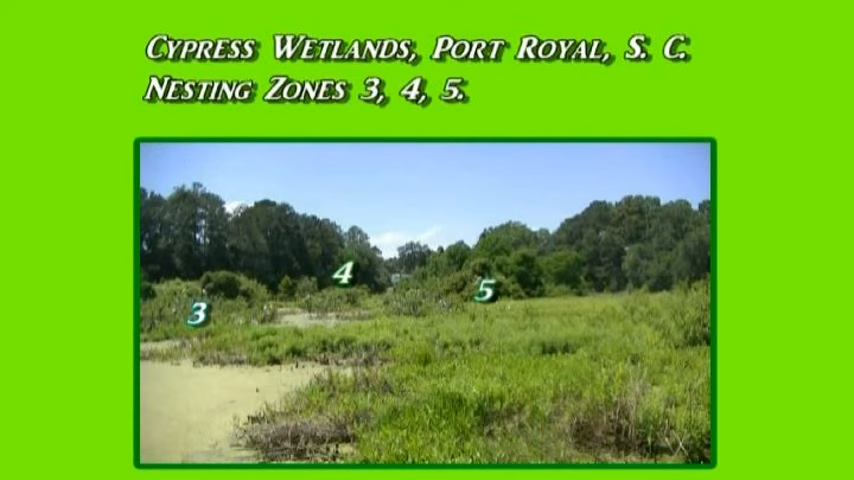 Cypress Wetlands, Port Royal, S. C.
Nesting Zones 3, 4, 5.
4
5
3